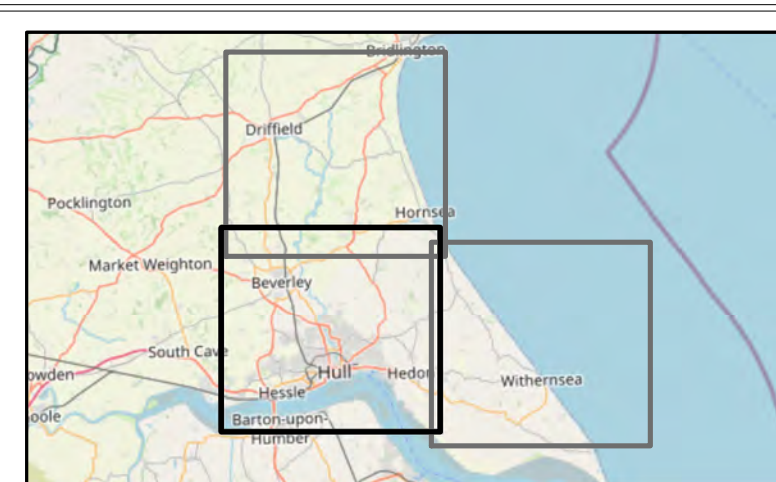 Bridlington
Driffield
Pocklington
Hornsea
Market Weighton
Beverley
South Cave
owden
Hull
Hedon
Withernsea
Hessle
oole
Barton-upon-
Humber